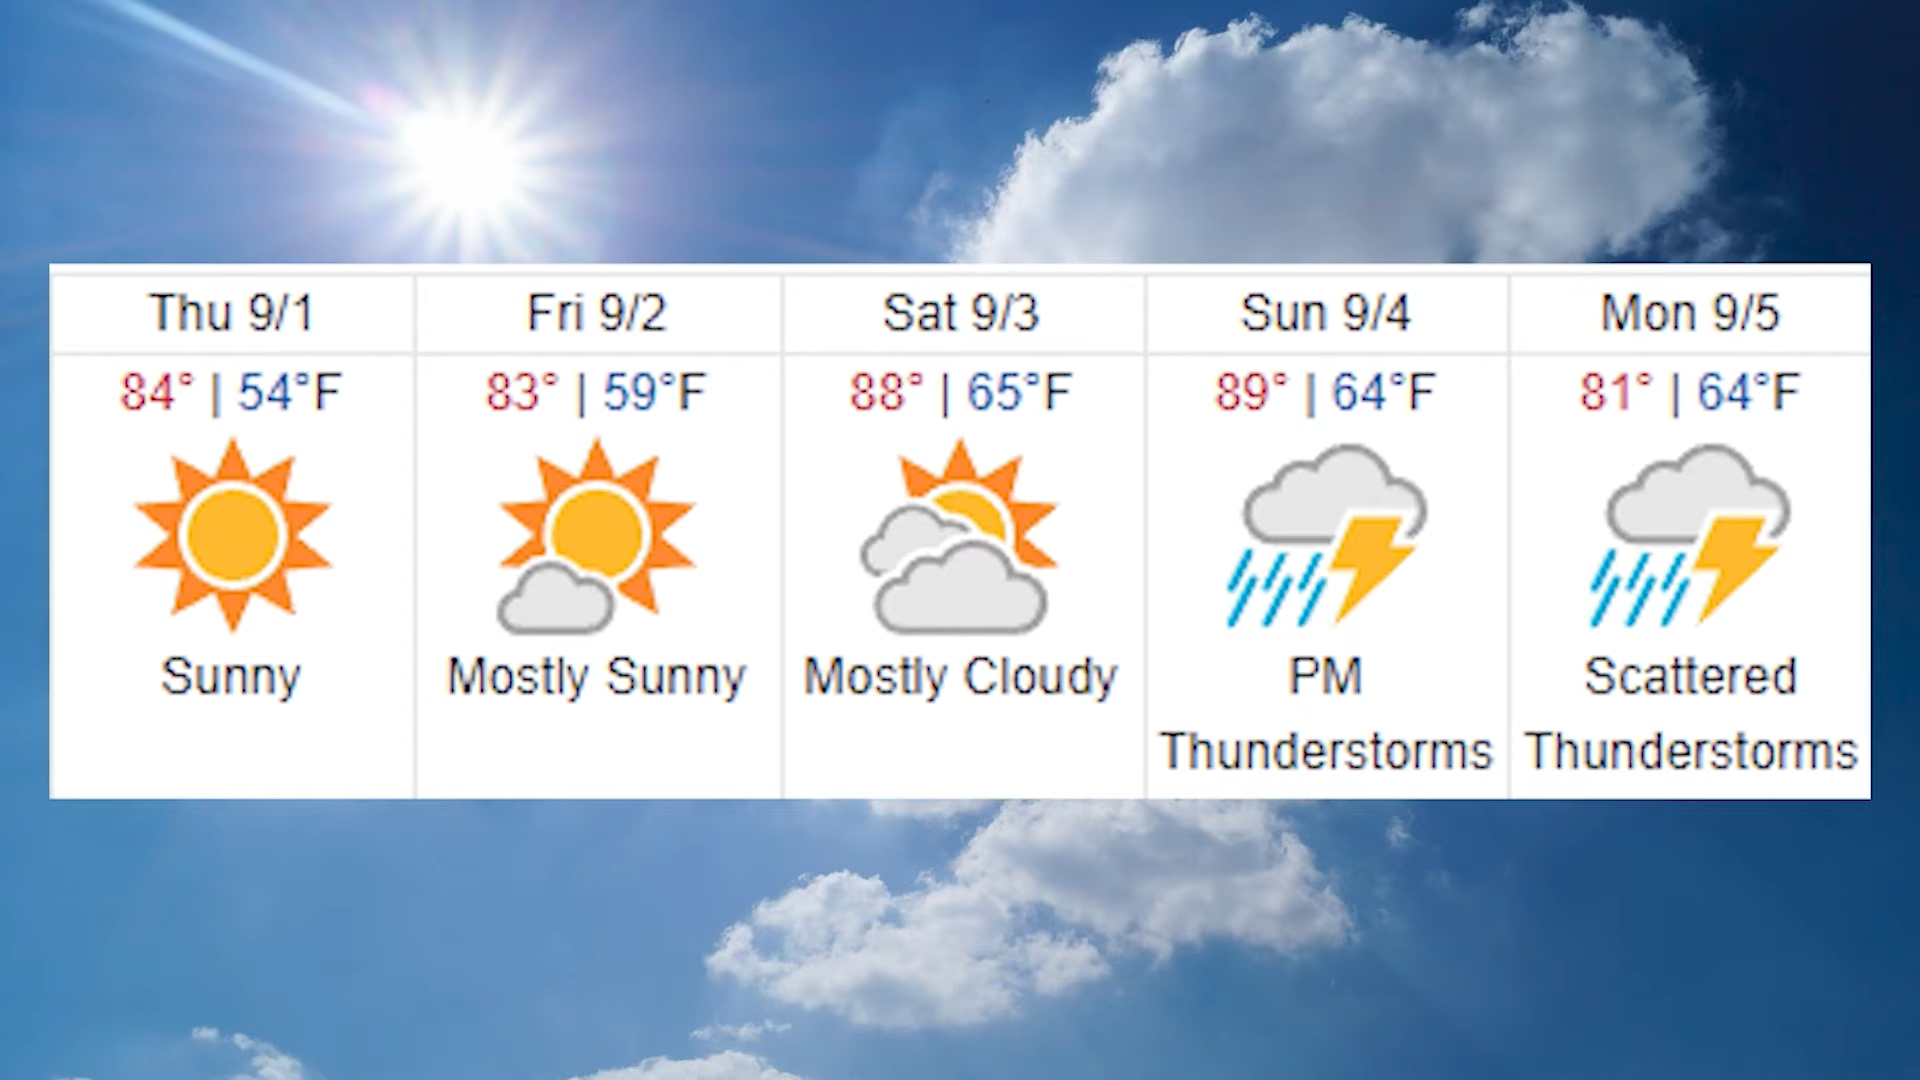 Thu 9/1
Fri 9/2
Sat 9/3
Sun 9/4
Mon 9/5
84° | 54°F
83° | 59°F
88° | 65°F
89° | 64°F
81° | 64°F
Sunny
Mostly Sunny
Mostly Cloudy
PM
Thunderstorms
Scattered
Thunderstorms